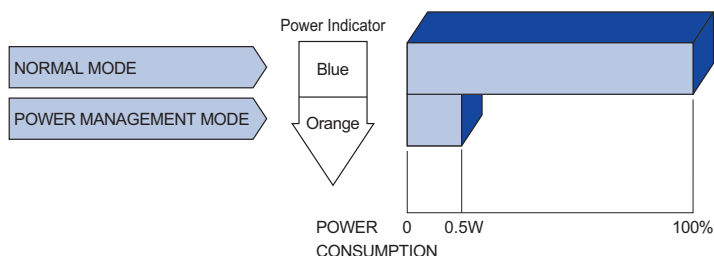 Power Indicator
NORMAL MODE
Blue
POWER MANAGEMENT MODE
Orange
POWER CONSUMPTION
0
0.5W
100%